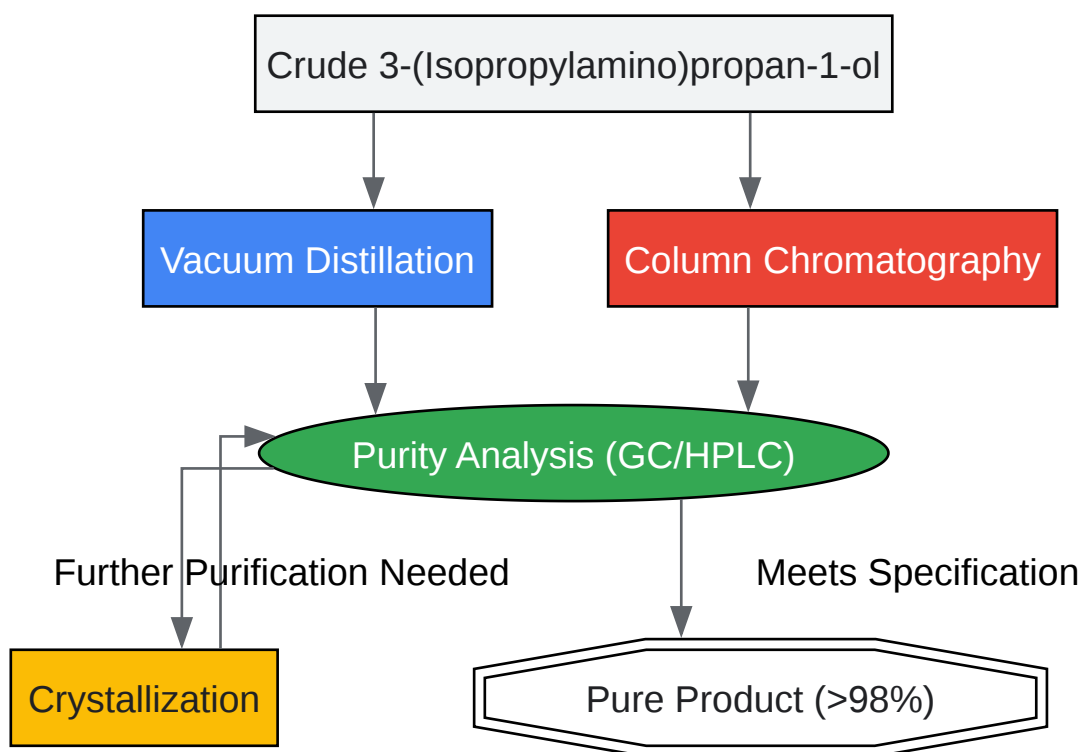 Crude 3-(Isopropylamino)propan-1-ol
Vacuum Distillation
Column Chromatography
Purity Analysis (GC/HPLC)
Further Purification Needed
Meets Specification
Crystallization
Pure Product (>98%)